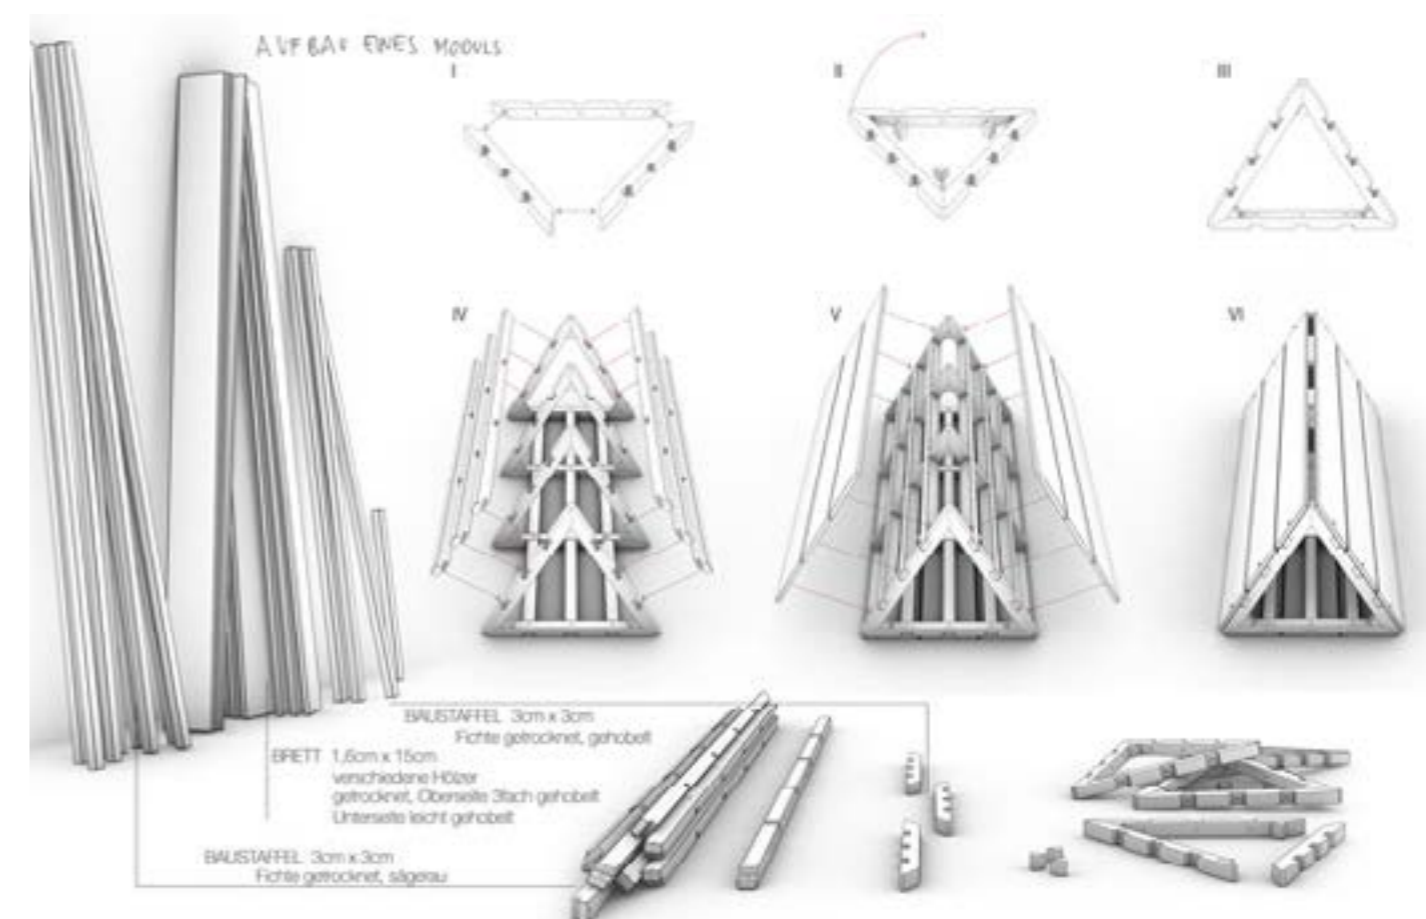 AUFBAU EINES MODULS
I
II
III
IV
V
VI
BAUSTAFFEL 3cm x 3cm
Fichte getrocknet, gehobelt
BRETT 1,6cm x 15cm
verschiedene Hölzer
getrocknet, Oberseite 3fach gehobelt
Unterseite leicht gehobelt
BAUSTAFFEL 3cm x 3cm
Fichte getrocknet, sägerau